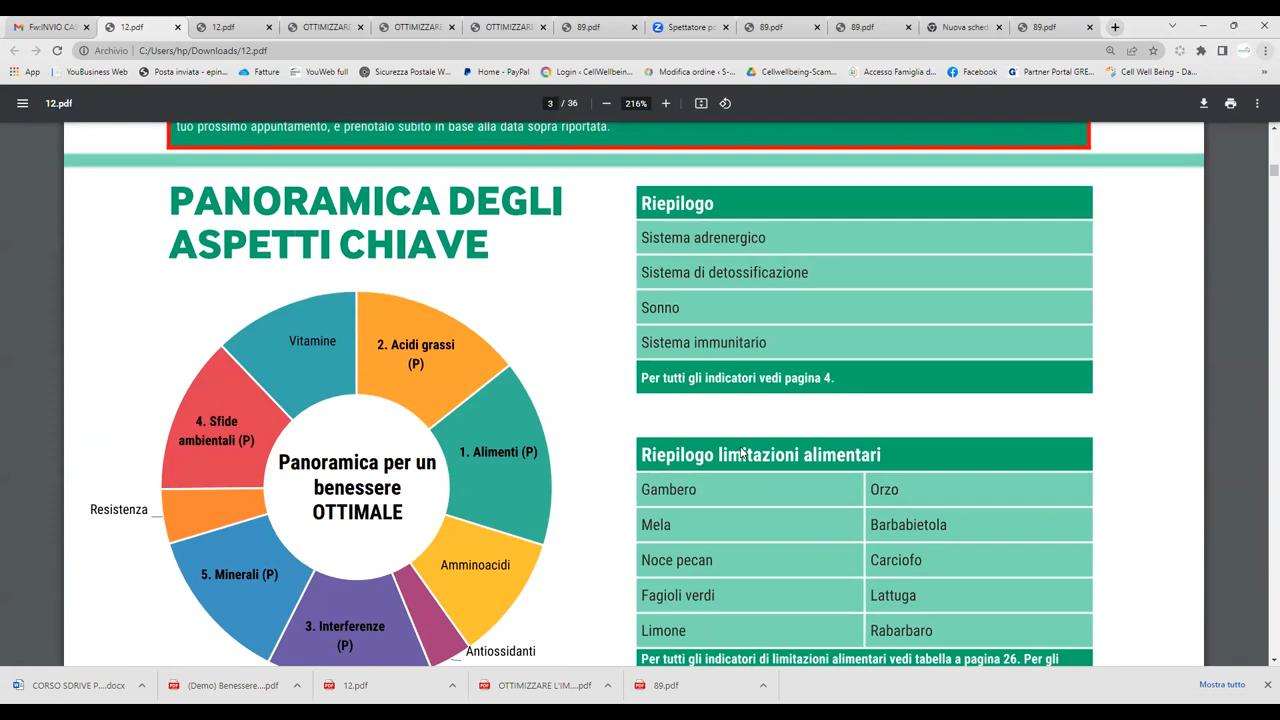 Fw:INVIO CAS
12.pdf
12.pdf
OTTIMIZZARE
OTTIMIZZARE
OTTIMIZZARE
89.pdf
Spettatore po
89.pdf
89.pdf
Nuova sched
89.pdf
Archivio
C:/Users/hp/Downloads/12.pdf
App
YouBusiness Web
Posta inviata - epin...
Fatture
YouWeb full
Sicurezza Postale W...
Home - PayPal
Login ‹ CellWellbein...
Modifica ordine ‹ S-...
Cellwellbeing-Scam...
Accesso Famiglia d...
Facebook
Partner Portal GRE...
Cell Well Being - Da...
12.pdf
3 / 36
216%
tuo prossimo appuntamento, e prenotalo subito in base alla data sopra riportata.
PANORAMICA DEGLI
ASPETTI CHIAVE
Vitamine
2. Acidi grassi
(P)
4. Sfide
ambientali (P)
1. Alimenti (P)
Panoramica per un
benessere
OTTIMALE
Resistenza
5. Minerali (P)
Amminoacidi
3. Interferenze
(P)
Antiossidanti
Riepilogo
Sistema adrenergico
Sistema di detossificazione
Sonno
Sistema immunitario
Per tutti gli indicatori vedi pagina 4.
Riepilogo limitazioni alimentari
Gambero
Orzo
Mela
Barbabietola
Noce pecan
Carciofo
Fagioli verdi
Lattuga
Limone
Rabarbaro
Per tutti gli indicatori di limitazioni alimentari vedi tabella a pagina 26. Per gli
CORSO SDRIVE P....docx
(Demo) Benessere....pdf
12.pdf
OTTIMIZZARE L'IM....pdf
89.pdf
Mostra tutto